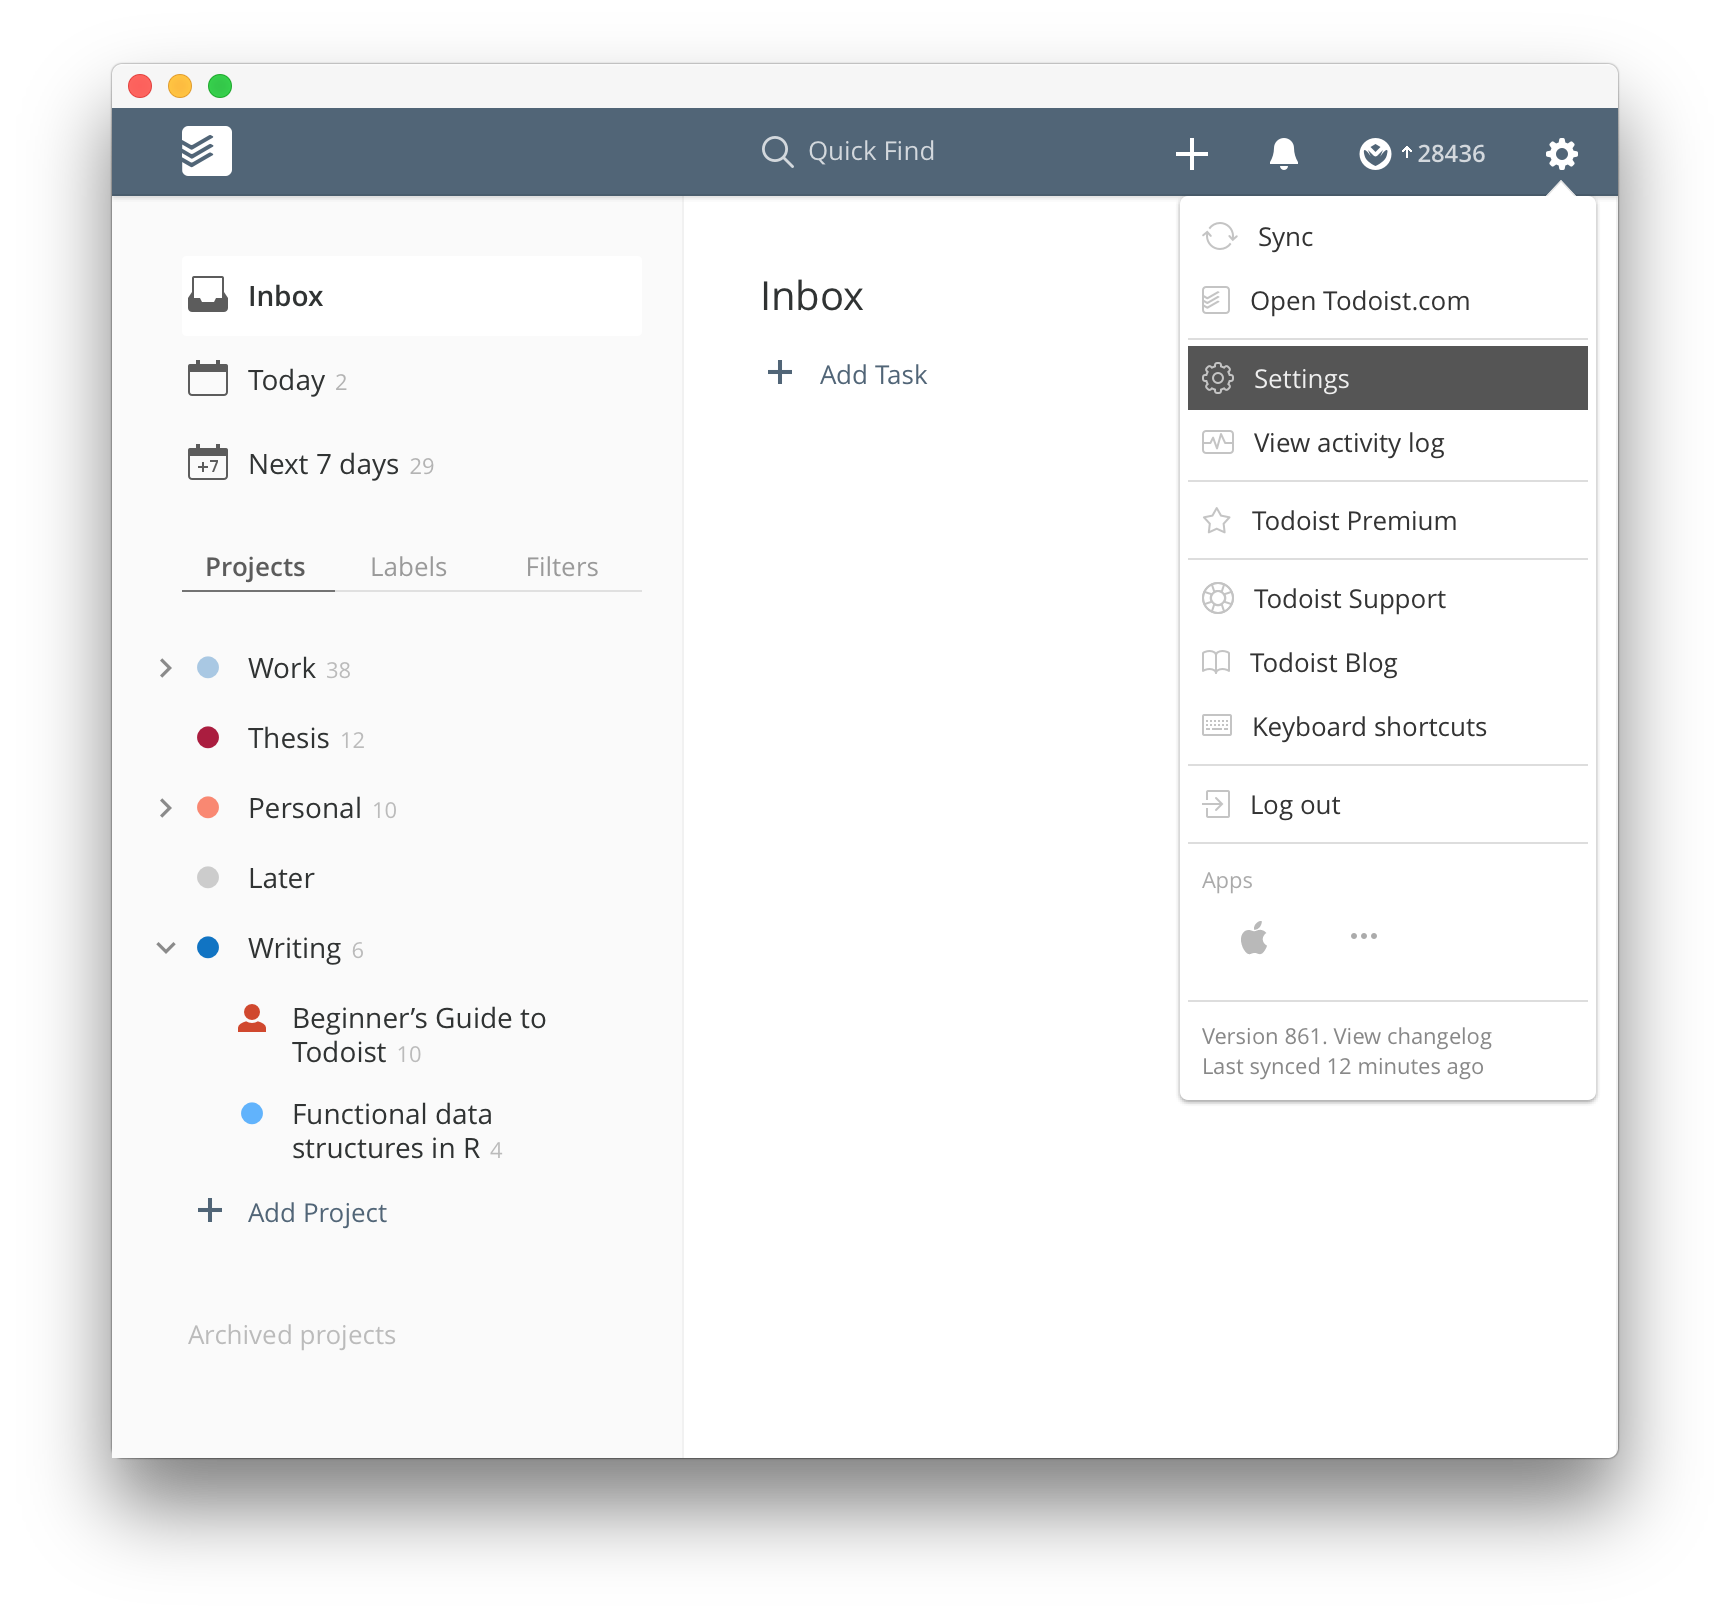 Quick Find
28436
Inbox
Today 2
+7
Next 7 days 29
Projects Labels Filters
Work 38
Thesis 12
Personal 10
Later
Writing 6
Beginner’s Guide to
Todoist 10
Functional data
structures in R 4
Add Project
Archived projects
Inbox
Add Task
Sync
Open Todoist.com
Settings
View activity log
Todoist Premium
Todoist Support
Todoist Blog
Keyboard shortcuts
Log out
Apps
Version 861. View changelog
Last synced 12 minutes ago